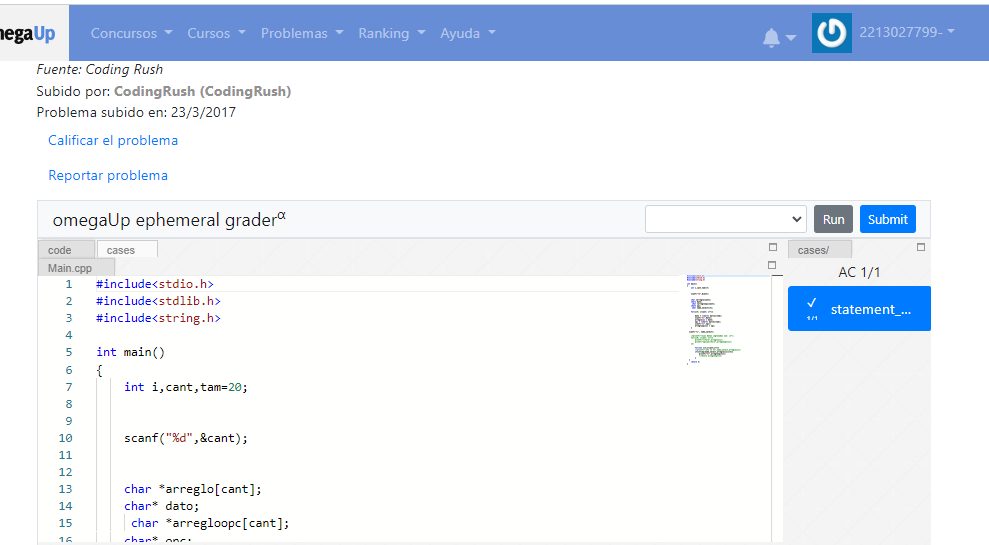 megaUp Concursos Cursos Problemas Ranking Ayuda 2213027799-
Fuente: Coding Rush
Subido por: CodingRush (CodingRush)
Problema subido en: 23/3/2017
Calificar el problema
Reportar problema
omegaUp ephemeral graderα Run Submit
code cases cases/
Main.cpp AC 1/1
1 #include<stdio.h>
2 #include<stdlib.h>
3 #include<string.h>
4
5 int main()
6 {
7 int i,cant,tam=20;
8
9
10 scanf("%d",&cant);
11
12
13 char *arreglo[cant];
14 char* dato;
15 char *arregloopc[cant];
16 char* opc;
✓ 1/1 statement_...